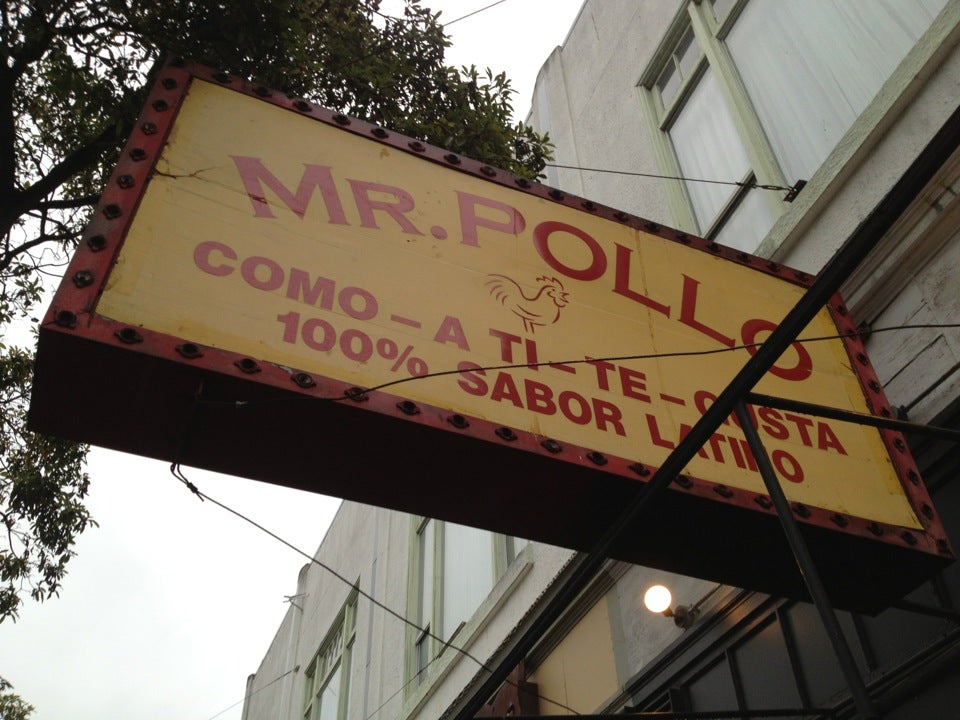 MR. POLLO
COMO - A TI - TE - GUSTA
100% SABOR LATINO